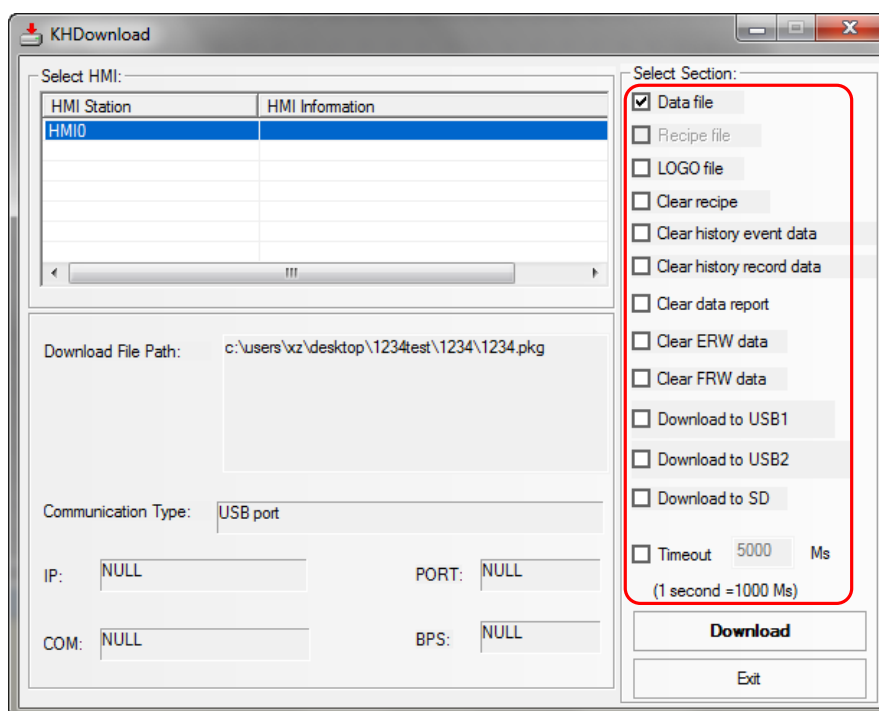 KHDownload
Select HMI:
HMI Station HMI Information
HMI0
Download File Path: c:\users\xz\desktop\1234test\1234\1234.pkg
Communication Type: USB port
IP: NULL PORT: NULL
COM: NULL BPS: NULL
Select Section:
Data file
Recipe file
LOGO file
Clear recipe
Clear history event data
Clear history record data
Clear data report
Clear ERW data
Clear FRW data
Download to USB1
Download to USB2
Download to SD
Timeout 5000 Ms
(1 second =1000 Ms)
Download
Exit